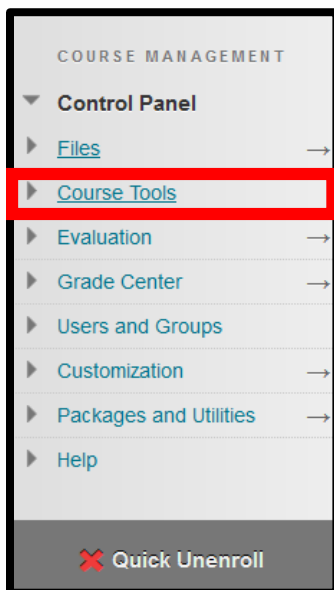 COURSE MANAGEMENT
Control Panel
Files
Course Tools
Evaluation
Grade Center
Users and Groups
Customization
Packages and Utilities
Help
Quick Unenroll